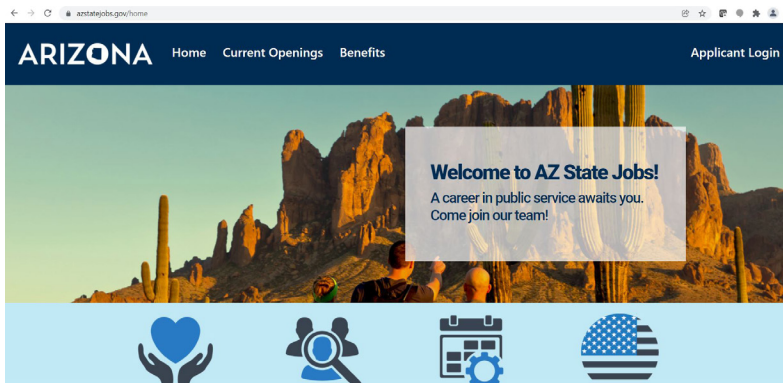 azstatejobs.gov/home
ARIZONA
Home Current Openings Benefits
Applicant Login
Welcome to AZ State Jobs!
A career in public service awaits you.
Come join our team!